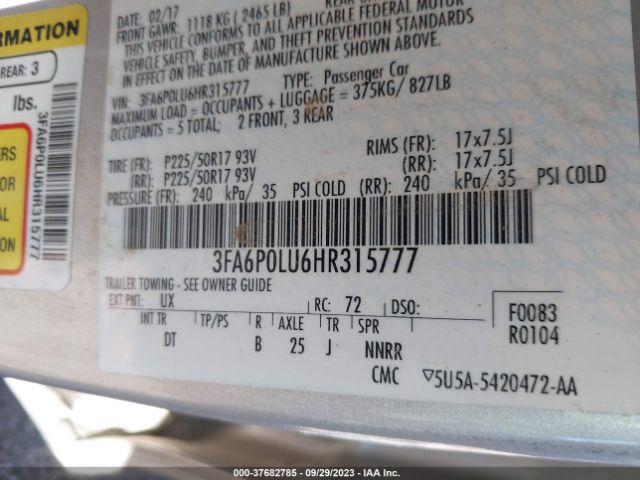 DATE: 02/17
FRONT GAWR: 1118 KG ( 2465 LB) REAR
THIS VEHICLE CONFORMS TO ALL APPLICABLE FEDERAL MOTOR
VEHICLE SAFETY, BUMPER, AND THEFT PREVENTION STANDARDS
IN EFFECT ON THE DATE OF MANUFACTURE SHOWN ABOVE.
VIN: 3FA6P0LU6HR315777 TYPE: Passenger Car
MAXIMUM LOAD = OCCUPANTS + LUGGAGE = 375KG/ 827LB
OCCUPANTS = 5 TOTAL; 2 FRONT, 3 REAR
RIMS (FR): 17x7.5J
TIRE (FR): P225/50R17 93V (RR): 17x7.5J
(RR): P225/50R17 93V
PRESSURE (FR): 240 kPa/ 35 PSI COLD (RR): 240 kPa/ 35 PSI COLD
3FA6P0LU6HR315777
TRAILER TOWING - SEE OWNER GUIDE
EXT PNT: UX RC: 72 DSO: F0083
INT TR TP/PS R AXLE TR SPR R0104
DT B 25 J NNRR
CMC ▽5U5A-5420472-AA
ORMATION
REAR: 3
lbs.
3FA6P0LU6HR315777
ERS
OR
AL
ON
000-37682785 - 09/29/2023 - IAA Inc.